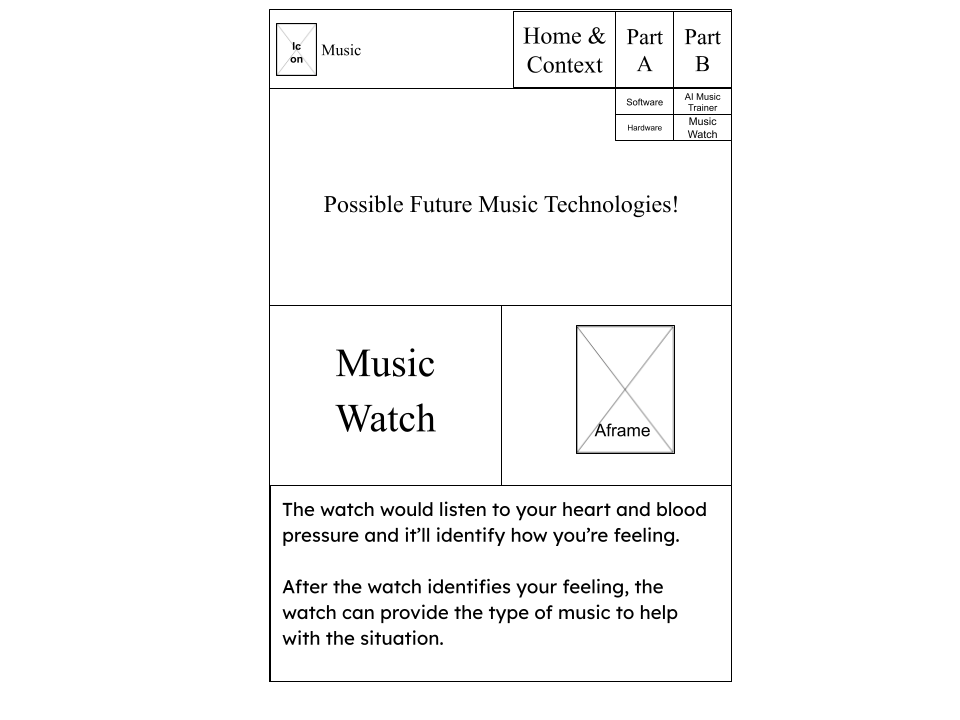 Ic
on
Music
Home &
Context
Part
A
Part
B
Software
AI Music
Trainer
Hardware
Music
Watch
Possible Future Music Technologies!
Music
Watch
Aframe
The watch would listen to your heart and blood
pressure and it’ll identify how you’re feeling.
After the watch identifies your feeling, the
watch can provide the type of music to help
with the situation.